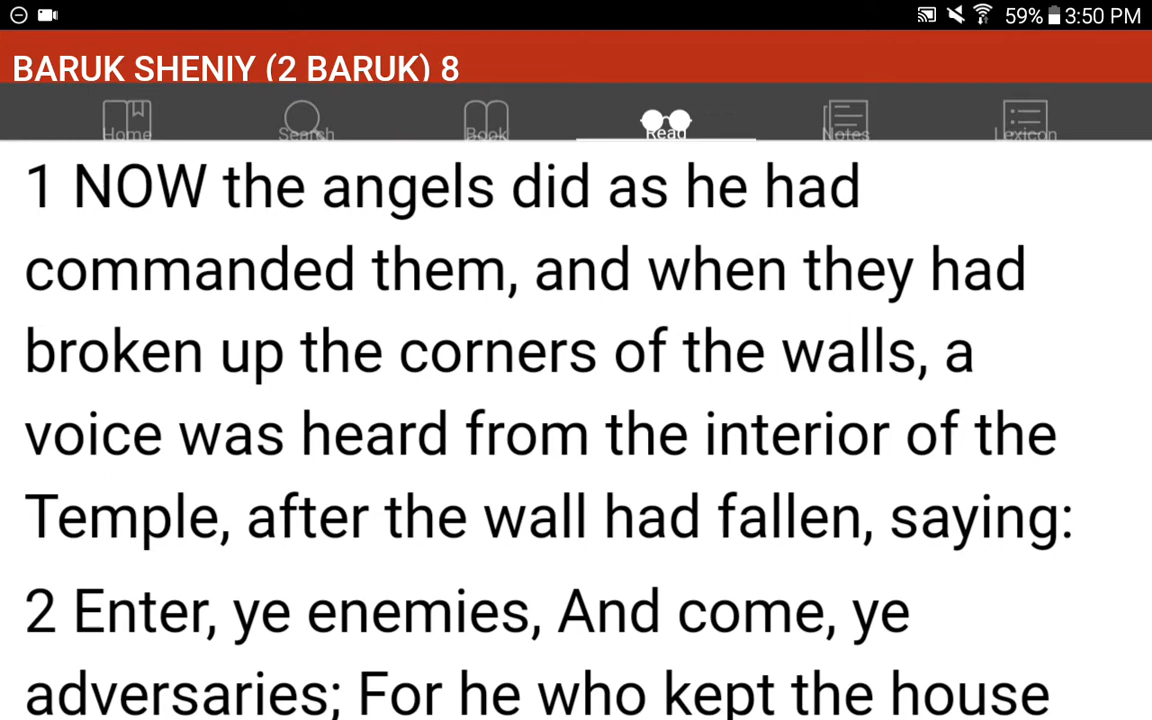 59% 3:50 PM
BARUK SHENIY (2 BARUK) 8
Home Search Book Read Notes Lexicon
1 NOW the angels did as he had
commanded them, and when they had
broken up the corners of the walls, a
voice was heard from the interior of the
Temple, after the wall had fallen, saying:
2 Enter, ye enemies, And come, ye
adversaries; For he who kept the house